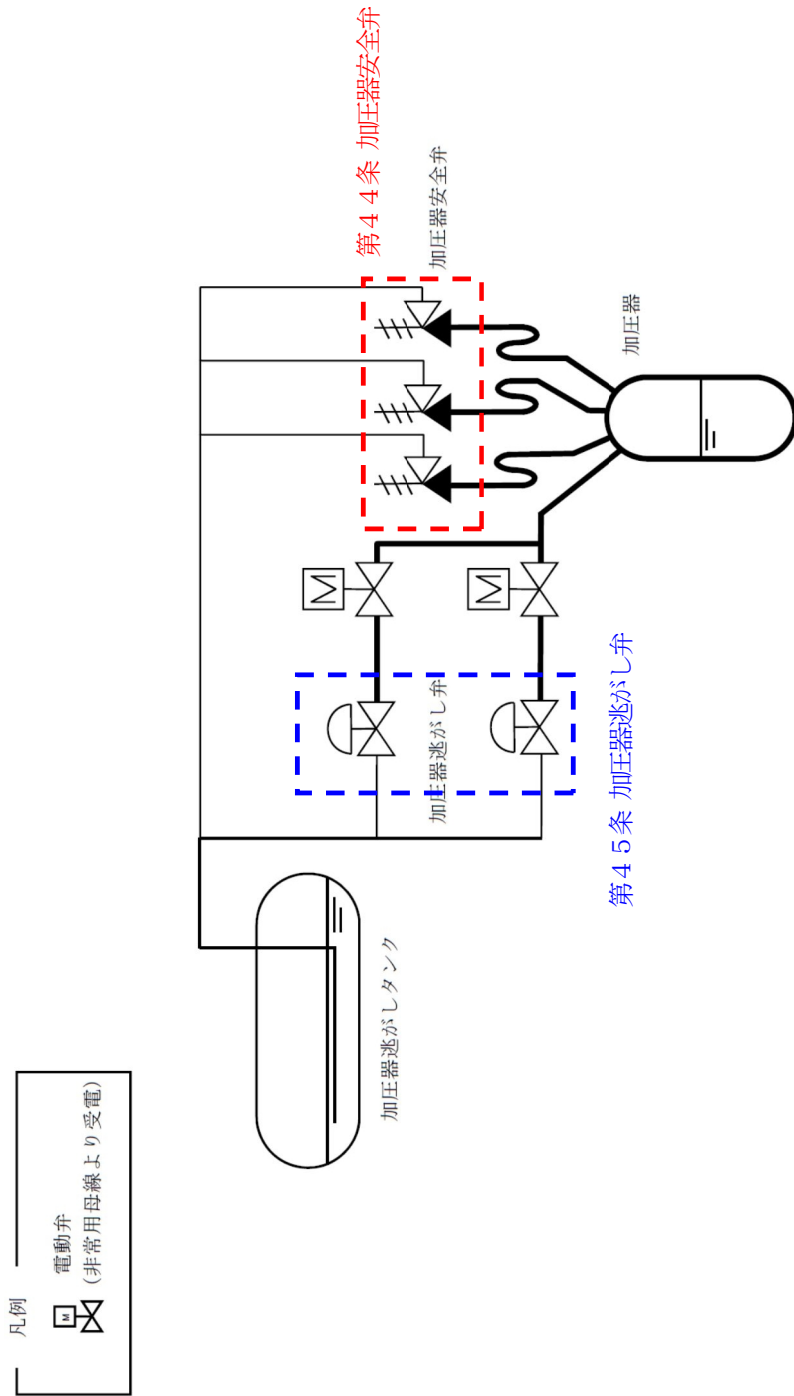 凡例
M
電動弁
(非常用母線より受電)
加圧器逃がしタンク
加圧器逃がし弁
第45条 加圧器逃がし弁
M
M
第44条 加圧器安全弁
加圧器安全弁
加圧器